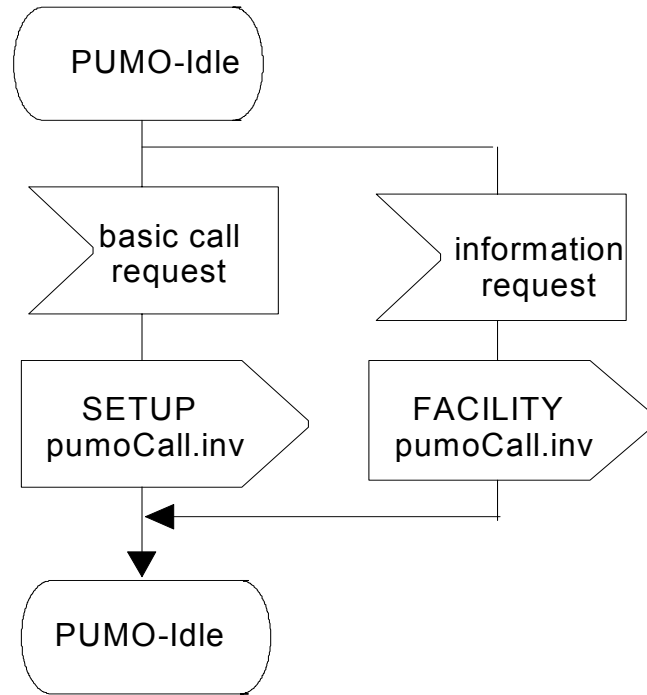 PUMO-Idle
basic call
request
information
request
SETUP
pumoCall.inv
FACILITY
pumoCall.inv
PUMO-Idle